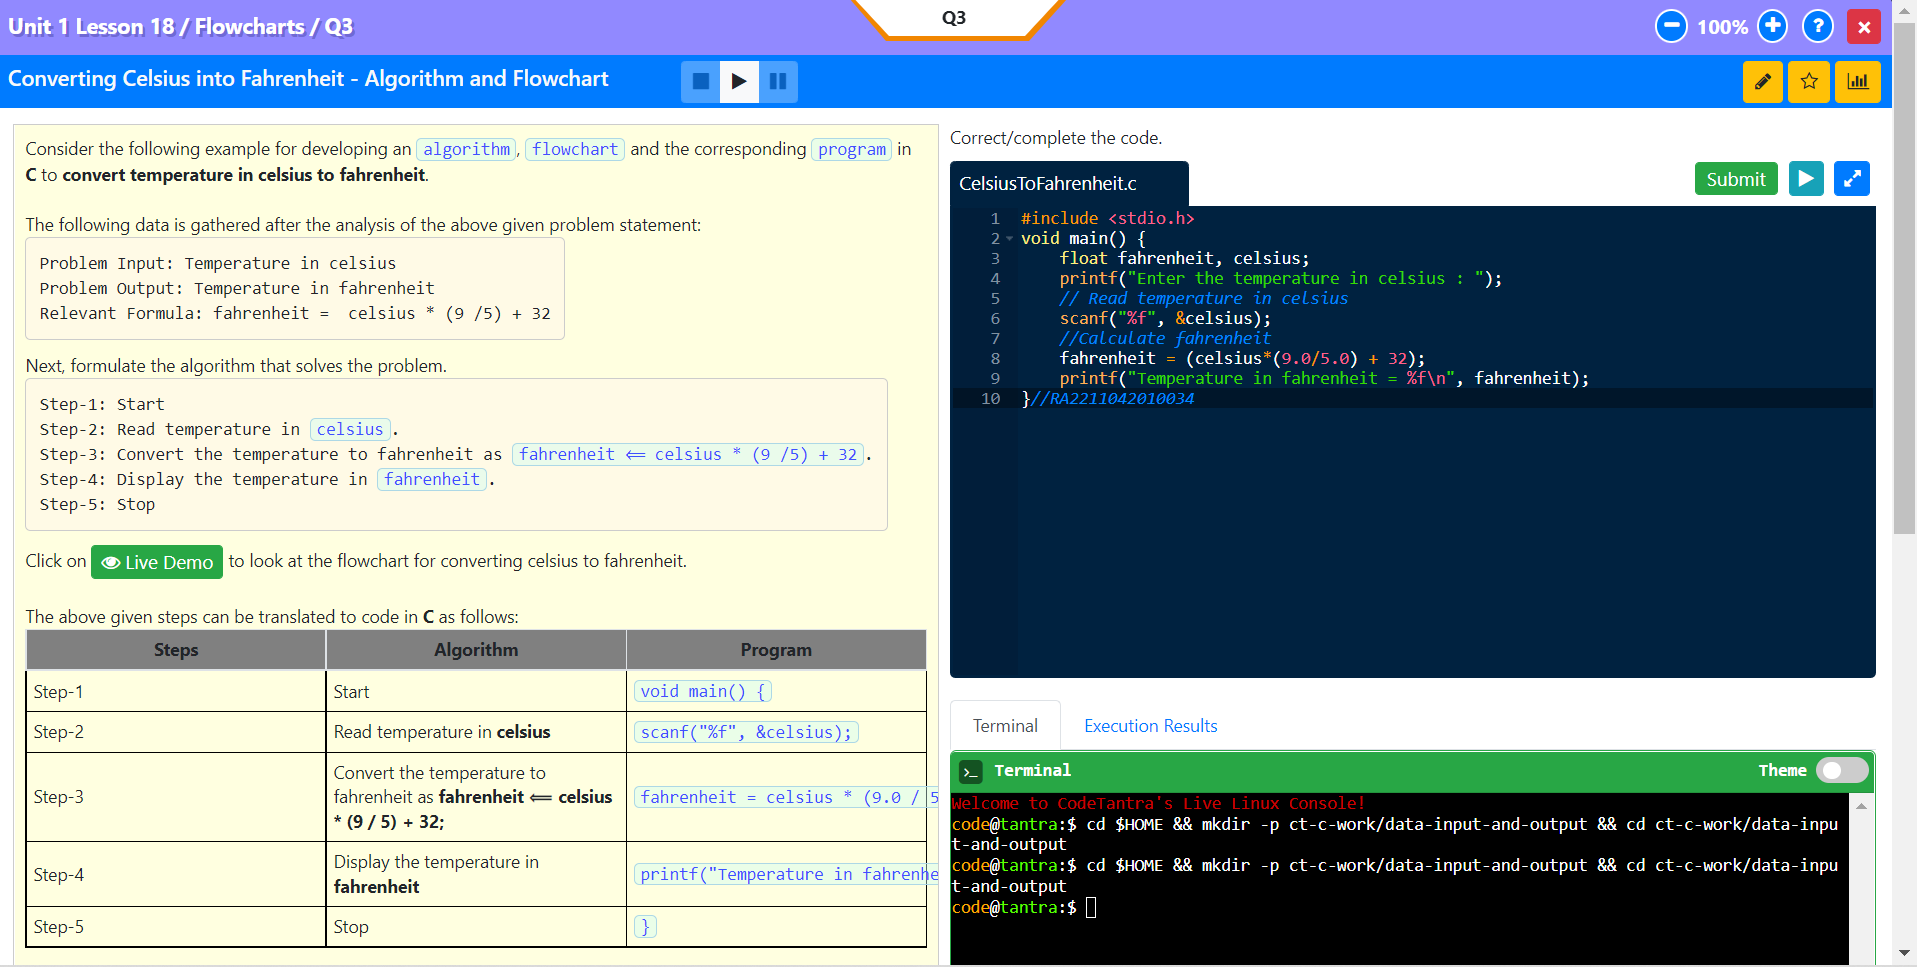 Unit 1 Lesson 18 / Flowcharts / Q3
Q3
100%
Converting Celsius into Fahrenheit - Algorithm and Flowchart
Consider the following example for developing an algorithm, flowchart and the corresponding program in
C to convert temperature in celsius to fahrenheit.
The following data is gathered after the analysis of the above given problem statement:
Problem Input: Temperature in celsius
Problem Output: Temperature in fahrenheit
Relevant Formula: fahrenheit =  celsius * (9 /5) + 32
Next, formulate the algorithm that solves the problem.
Step-1: Start
Step-2: Read temperature in celsius.
Step-3: Convert the temperature to fahrenheit as fahrenheit ⟸ celsius * (9 /5) + 32.
Step-4: Display the temperature in fahrenheit.
Step-5: Stop
Click on Live Demo to look at the flowchart for converting celsius to fahrenheit.
The above given steps can be translated to code in C as follows:
Steps Algorithm Program
Step-1 Start void main() {
Step-2 Read temperature in celsius scanf("%f", &celsius);
Step-3 Convert the temperature to
fahrenheit as fahrenheit ⟸ celsius fahrenheit = celsius * (9.0 / 5
* (9 / 5) + 32;
Step-4 Display the temperature in
fahrenheit printf("Temperature in fahrenhe
Step-5 Stop }
Correct/complete the code.
CelsiusToFahrenheit.c
Submit
1 #include <stdio.h>
2 void main() {
3 float fahrenheit, celsius;
4 printf("Enter the temperature in celsius : ");
5 // Read temperature in celsius
6 scanf("%f", &celsius);
7 //Calculate fahrenheit
8 fahrenheit = (celsius*(9.0/5.0) + 32);
9 printf("Temperature in fahrenheit = %f\n", fahrenheit);
10 }//RA2211042010034
Terminal Execution Results
Terminal Theme
Welcome to CodeTantra's Live Linux Console!
code@tantra:$ cd $HOME && mkdir -p ct-c-work/data-input-and-output && cd ct-c-work/data-inpu
t-and-output
code@tantra:$ cd $HOME && mkdir -p ct-c-work/data-input-and-output && cd ct-c-work/data-inpu
t-and-output
code@tantra:$